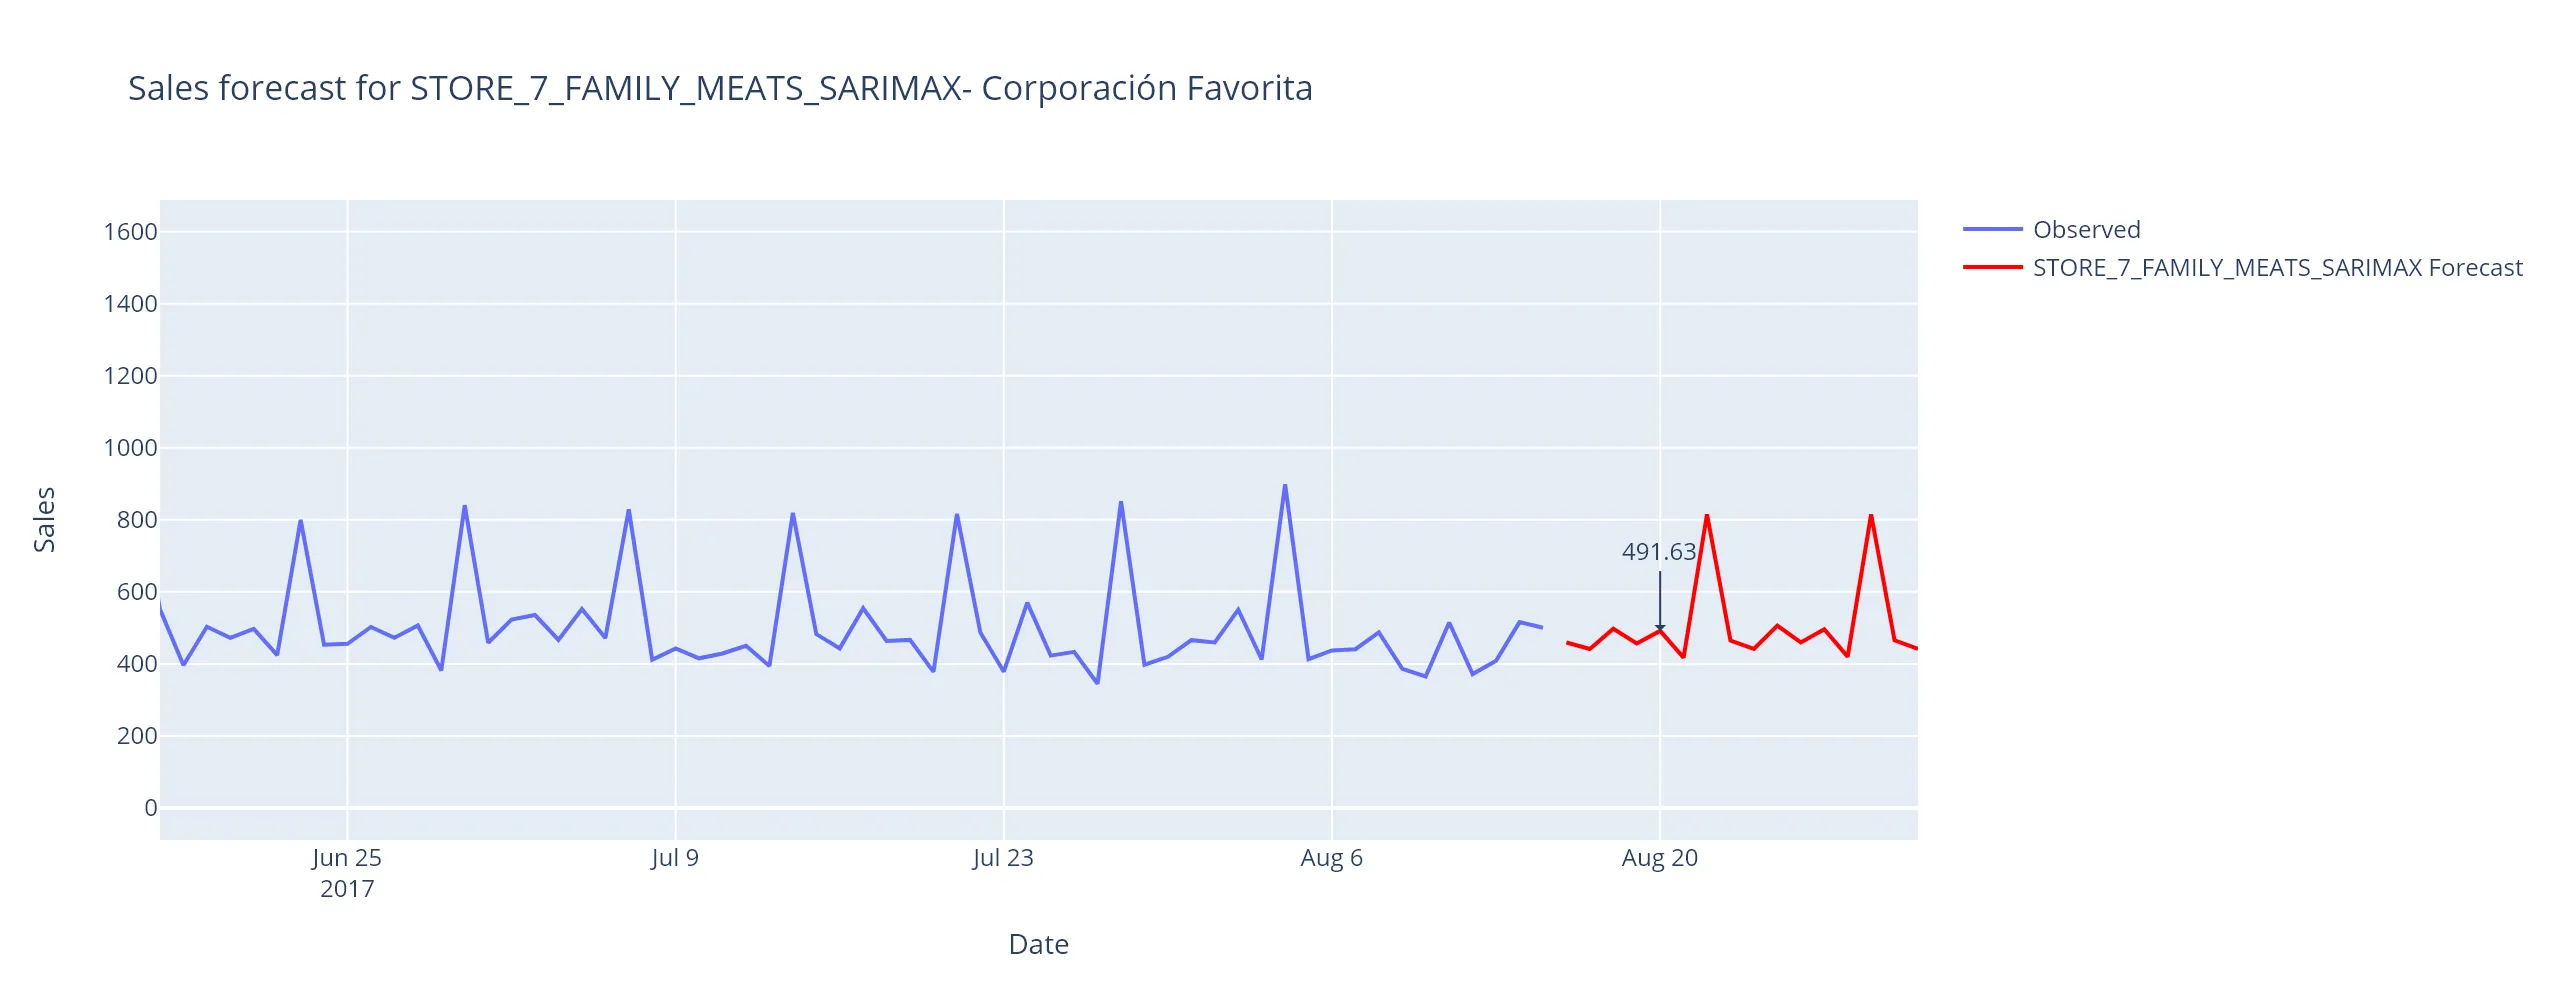 Sales forecast for STORE_7_FAMILY_MEATS_SARIMAX- Corporación Favorita
Observed
STORE_7_FAMILY_MEATS_SARIMAX Forecast
1600
1400
1200
1000
800
600
400
200
0
Sales
491.63
Jun 25
2017
Jul 9
Jul 23
Aug 6
Aug 20
Date